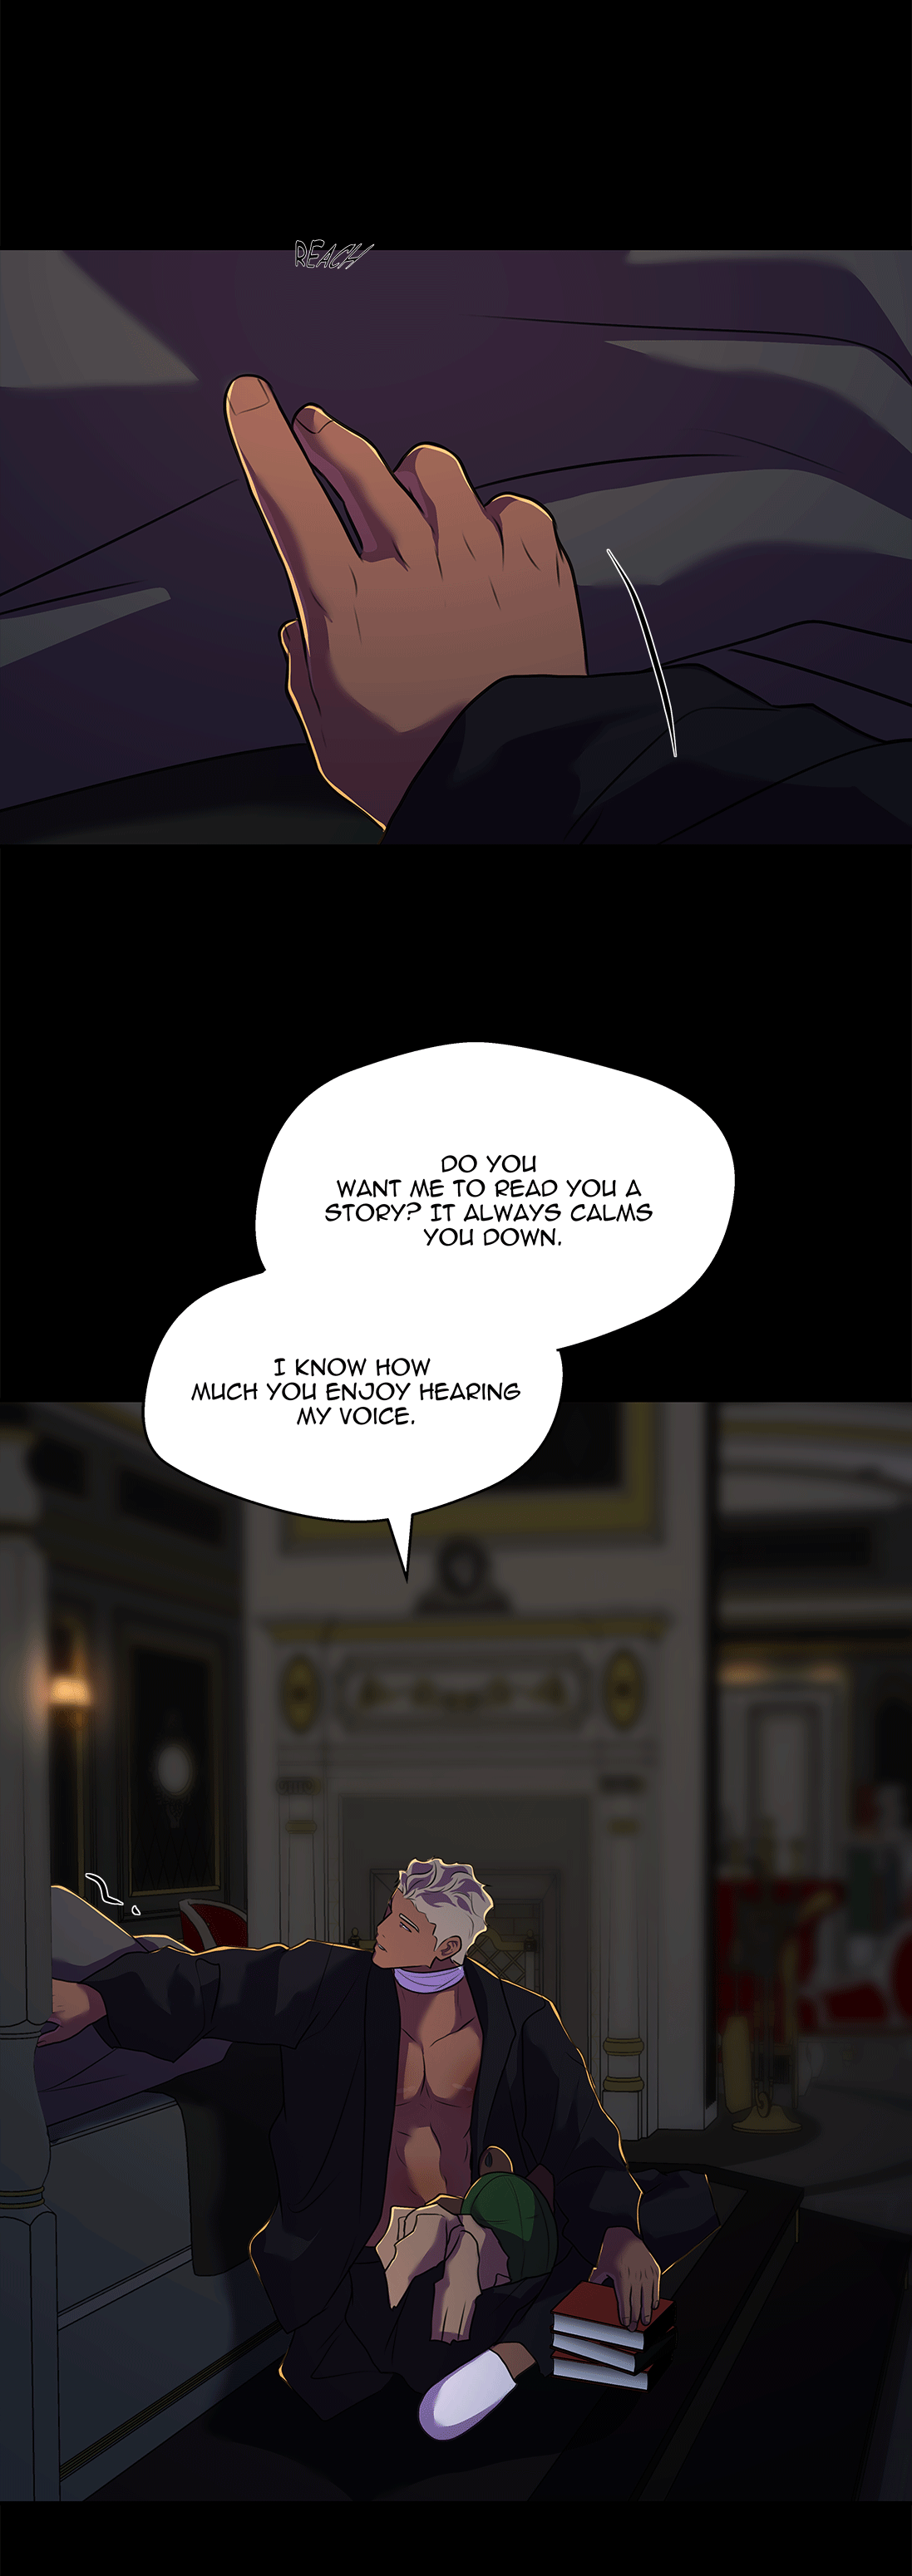 REACH
DO YOU
WANT ME TO READ YOU A
STORY? IT ALWAYS CALMS
YOU DOWN.
I KNOW HOW
MUCH YOU ENJOY HEARING
MY VOICE.